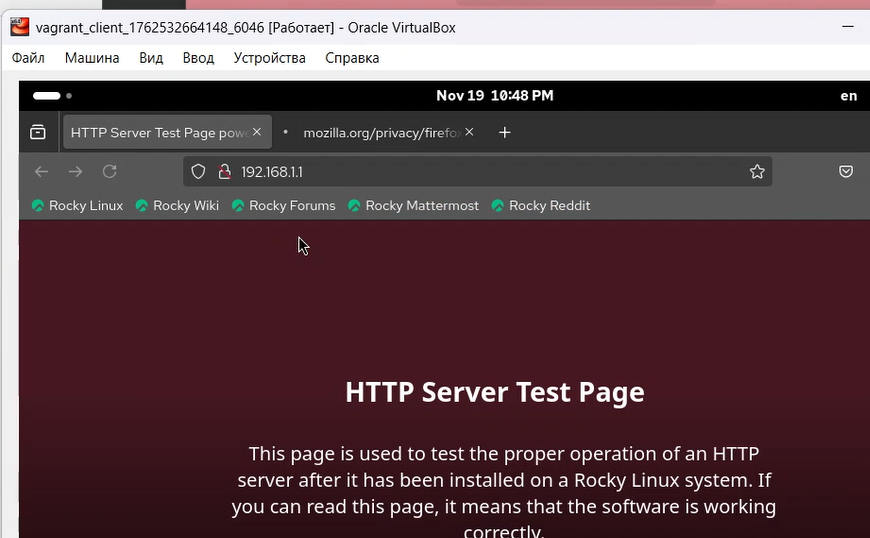 vagrant_client_1762532664148_6046 [Работает] - Oracle VirtualBox
Файл Машина Вид Ввод Устройства Справка
Nov 19 10:48 PM en
HTTP Server Test Page pow mozilla.org/privacy/firefo
192.168.1.1
Rocky Linux Rocky Wiki Rocky Forums Rocky Mattermost Rocky Reddit
HTTP Server Test Page
This page is used to test the proper operation of an HTTP
server after it has been installed on a Rocky Linux system. If
you can read this page, it means that the software is working
correctly.